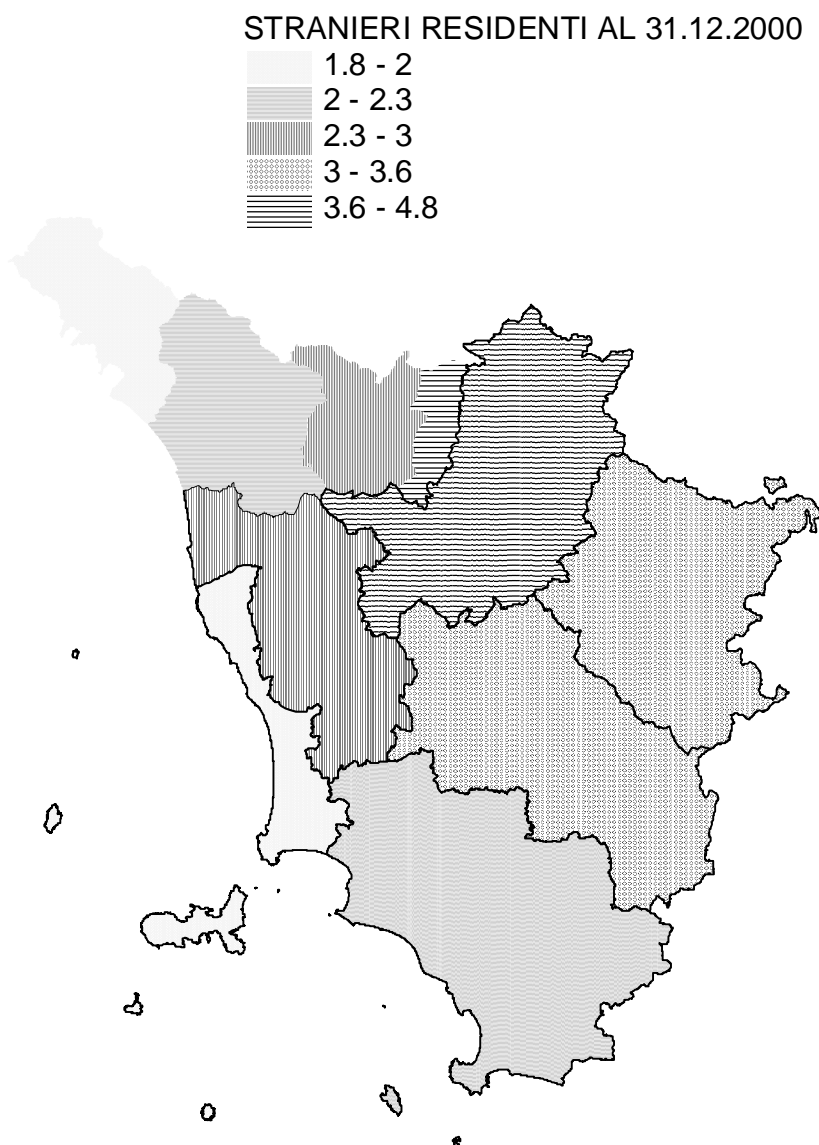 STRANIERI RESIDENTI AL 31.12.2000
1.8 - 2
2 - 2.3
2.3 - 3
3 - 3.6
3.6 - 4.8